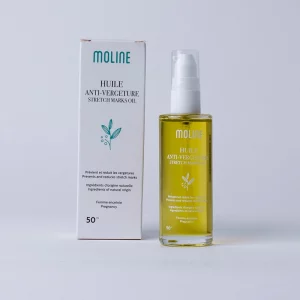 MOLINE
HUILE
ANTI-VERGETURE
STRETCH MARKS OIL
Prévient et réduit les vergetures
Prevents and reduces stretch marks
Ingrédients d'origine naturelle
Ingredients of natural origin
Femme enceinte
Pregnancy
50
MOLINE
HUILE
ANTI-VERGETURE
STRETCH MARKS OIL